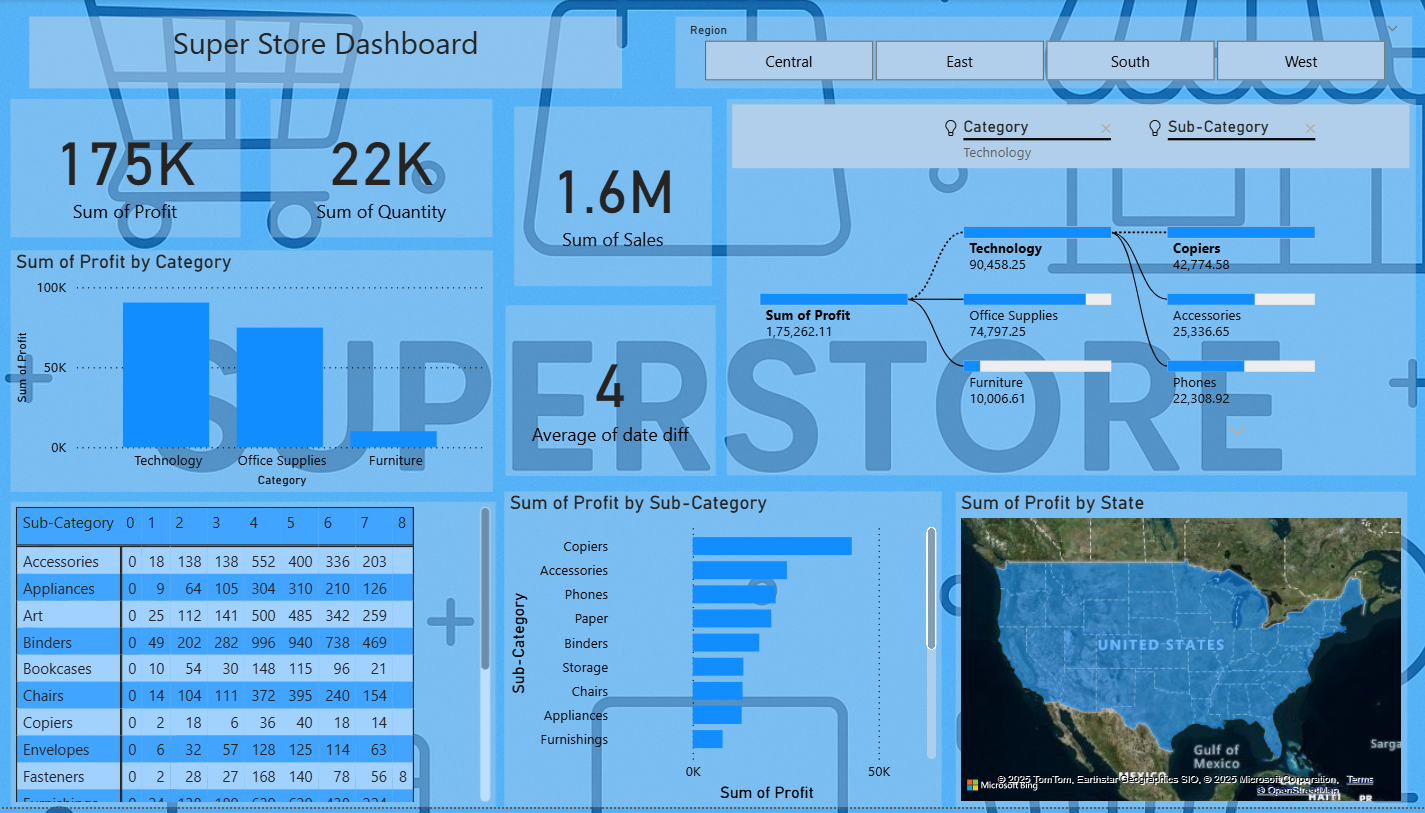 Super Store Dashboard
Region
Central East South West
175K
Sum of Profit
22K
Sum of Quantity
1.6M
Sum of Sales
4
Average of date diff
Category
Technology
Sub-Category
Sum of Profit
1,75,262.11
Technology
90,458.25
Office Supplies
74,797.25
Furniture
10,006.61
Copiers
42,774.58
Accessories
25,336.65
Phones
22,308.92
SUPERSTORE
Sum of Profit by Category
Sum of Profit
100K
50K
0K
Technology Office Supplies Furniture
Category
Sub-Category 0 1 2 3 4 5 6 7 8
Accessories 0 18 138 138 552 400 336 203
Appliances 0 9 64 105 304 310 210 126
Art 0 25 112 141 500 485 342 259
Binders 0 49 202 282 996 940 738 469
Bookcases 0 10 54 30 148 115 96 21
Chairs 0 14 104 111 372 395 240 154
Copiers 0 2 18 6 36 40 18 14
Envelopes 0 6 32 57 128 125 114 63
Fasteners 0 2 28 27 168 140 78 56 8
Sum of Profit by Sub-Category
Sub-Category
Copiers
Accessories
Phones
Paper
Binders
Storage
Chairs
Appliances
Furnishings
0K 50K
Sum of Profit
Sum of Profit by State
UNITED STATES
Gulf of
Mexico
Sarga
MEXICO
HAITI PR
Microsoft Bing
© 2025 TomTom, Earthstar Geographics SIO, © 2025 Microsoft Corporation, Terms
© OpenStreetMap